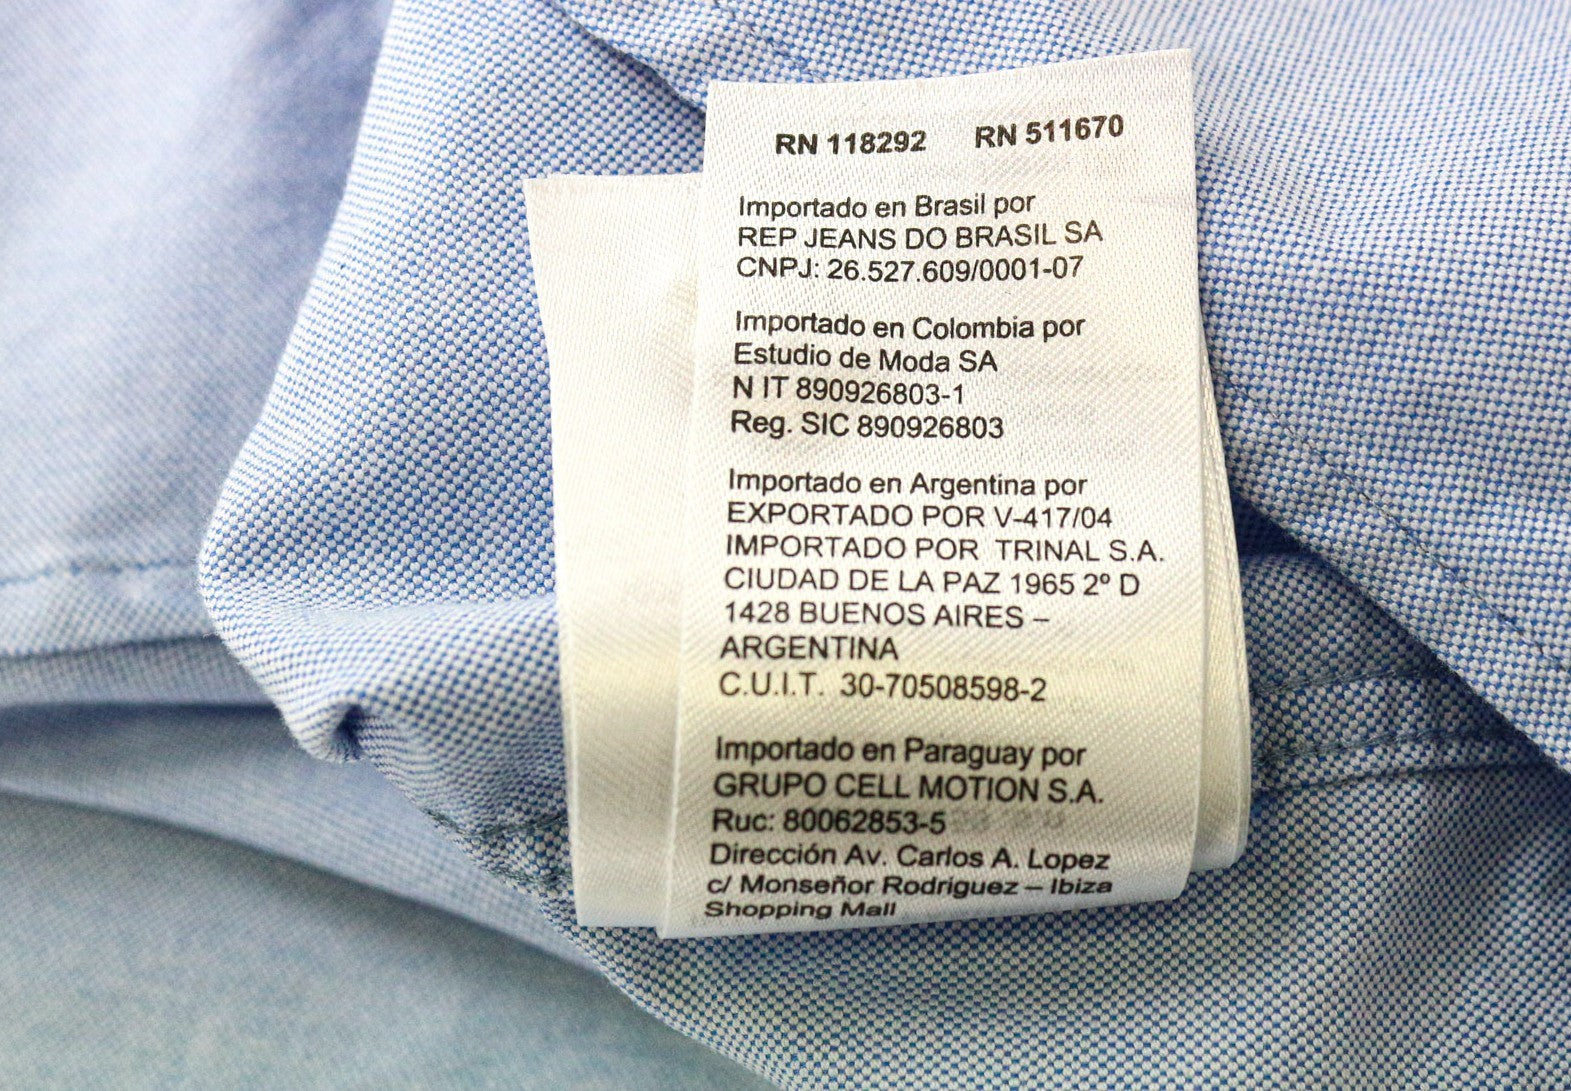 RN 118292 RN 511670
Importado en Brasil por
REP JEANS DO BRASIL SA
CNPJ: 26.527.609/0001-07
Importado en Colombia por
Estudio de Moda SA
N IT 890926803-1
Reg. SIC 890926803
Importado en Argentina por
EXPORTADO POR V-417/04
IMPORTADO POR TRINAL S.A.
CIUDAD DE LA PAZ 1965 2º D
1428 BUENOS AIRES –
ARGENTINA
C.U.I.T. 30-70508598-2
Importado en Paraguay por
GRUPO CELL MOTION S.A.
Ruc: 80062853-5
Dirección Av. Carlos A. Lopez
c/ Monseñor Rodriguez – Ibiza
Shopping Mall